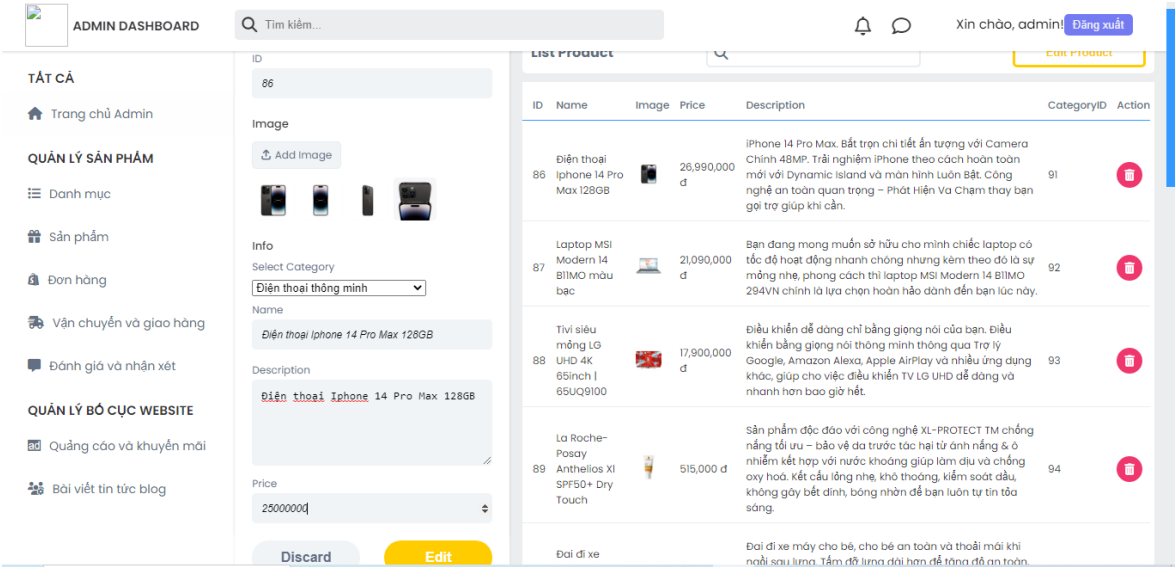 ADMIN DASHBOARD
Tìm kiếm...
Xin chào, admin!
Đăng xuất
TẤT CẢ
Trang chủ Admin
QUẢN LÝ SẢN PHẨM
Danh mục
Sản phẩm
Đơn hàng
Vận chuyển và giao hàng
Đánh giá và nhận xét
QUẢN LÝ BỐ CỤC WEBSITE
Quảng cáo và khuyến mãi
Bài viết tin tức blog
ID
86
Image
Add Image
Info
Select Category
Điện thoại thông minh
Name
Điện thoại Iphone 14 Pro Max 128GB
Description
Điện thoại Iphone 14 Pro Max 128GB
Price
25000000
Discard
Edit
List Product
Edit Product
ID Name Image Price Description CategoryID Action
86
Điện thoại
Iphone 14 Pro
Max 128GB
26,990,000
đ
iPhone 14 Pro Max. Bắt trọn chi tiết ấn tượng với Camera
Chính 48MP. Trải nghiệm iPhone theo cách hoàn toàn
mới với Dynamic Island và màn hình Luôn Bật. Công
nghệ an toàn quan trọng – Phát Hiện Va Chạm thay bạn
gọi trợ giúp khi cần.
91
87
Laptop MSI
Modern 14
B11MO màu
bạc
21,090,000
đ
Bạn đang mong muốn sở hữu cho mình chiếc laptop có
tốc độ hoạt động nhanh chóng nhưng kèm theo đó là sự
mỏng nhẹ, phong cách thì laptop MSI Modern 14 B11MO
294VN chính là lựa chọn hoàn hảo dành đến bạn lúc này.
92
88
Tivi siêu
mỏng LG
UHD 4K
65inch |
65UQ9100
17,900,000
đ
Điều khiển dễ dàng chỉ bằng giọng nói của bạn. Điều
khiển bằng giọng nói thông minh thông qua Trợ lý
Google, Amazon Alexa, Apple AirPlay và nhiều ứng dụng
khác, giúp cho việc điều khiển TV LG UHD dễ dàng và
nhanh hơn bao giờ hết.
93
89
La Roche-
Posay
Anthelios Xl
SPF50+ Dry
Touch
515,000 đ
Sản phẩm độc đáo với công nghệ XL-PROTECT TM chống
nắng tối ưu – bảo vệ da trước tác hại từ ánh nắng & ô
nhiễm kết hợp với nước khoáng giúp làm dịu và chống
oxy hoá. Kết cấu lỏng nhẹ, khô thoáng, kiểm soát dầu,
không gây bết dính, bóng nhờn để bạn luôn tự tin tỏa
sáng.
94
Đai đi xe
Đai đi xe máy cho bé, cho bé an toàn và thoải mái khi
ngồi sau lưng. Tấm đỡ lưng dài hơn để tăng độ an toàn,